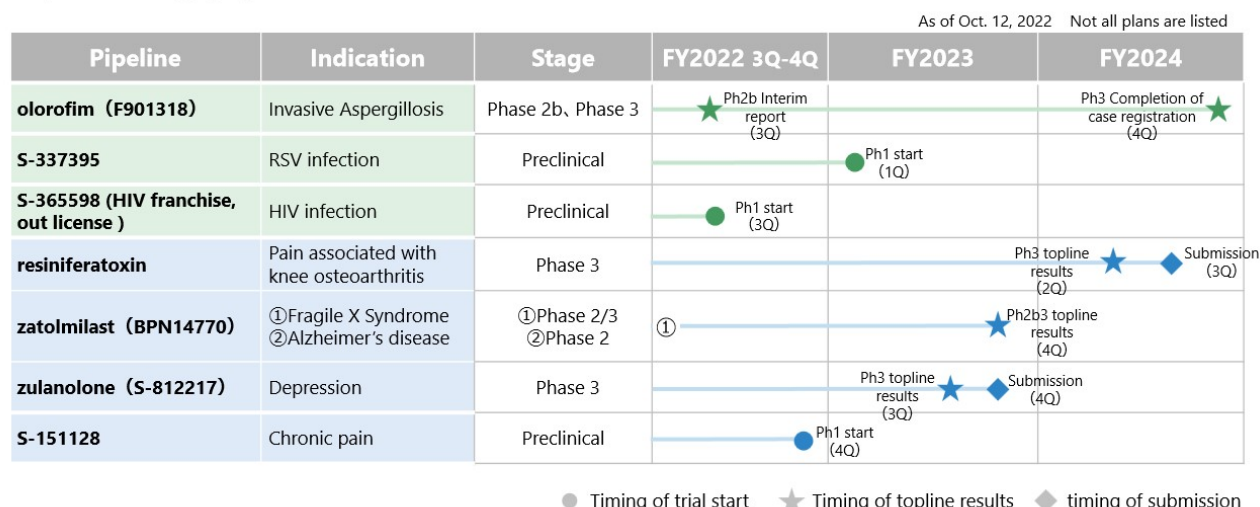 As of Oct. 12, 2022 Not all plans are listed
Pipeline Indication Stage FY2022 3Q-4Q FY2023 FY2024
olorofim（F901318） Invasive Aspergillosis Phase 2b、Phase 3
Ph2b Interim
report
(3Q)
Ph3 Completion of
case registration
(4Q)
S-337395 RSV infection Preclinical
Ph1 start
(1Q)
S-365598 (HIV franchise,
out license )
HIV infection Preclinical
Ph1 start
(3Q)
resiniferatoxin
Pain associated with
knee osteoarthritis
Phase 3
Ph3 topline
results
(2Q)
Submission
(3Q)
zatolmilast（BPN14770）
①Fragile X Syndrome
②Alzheimer’s disease
①Phase 2/3
②Phase 2
①
Ph2b3 topline
results
(4Q)
zulanolone（S-812217） Depression Phase 3
Ph3 topline
results
(3Q)
Submission
(4Q)
S-151128 Chronic pain Preclinical
Ph1 start
(4Q)
Timing of trial start Timing of topline results timing of submission